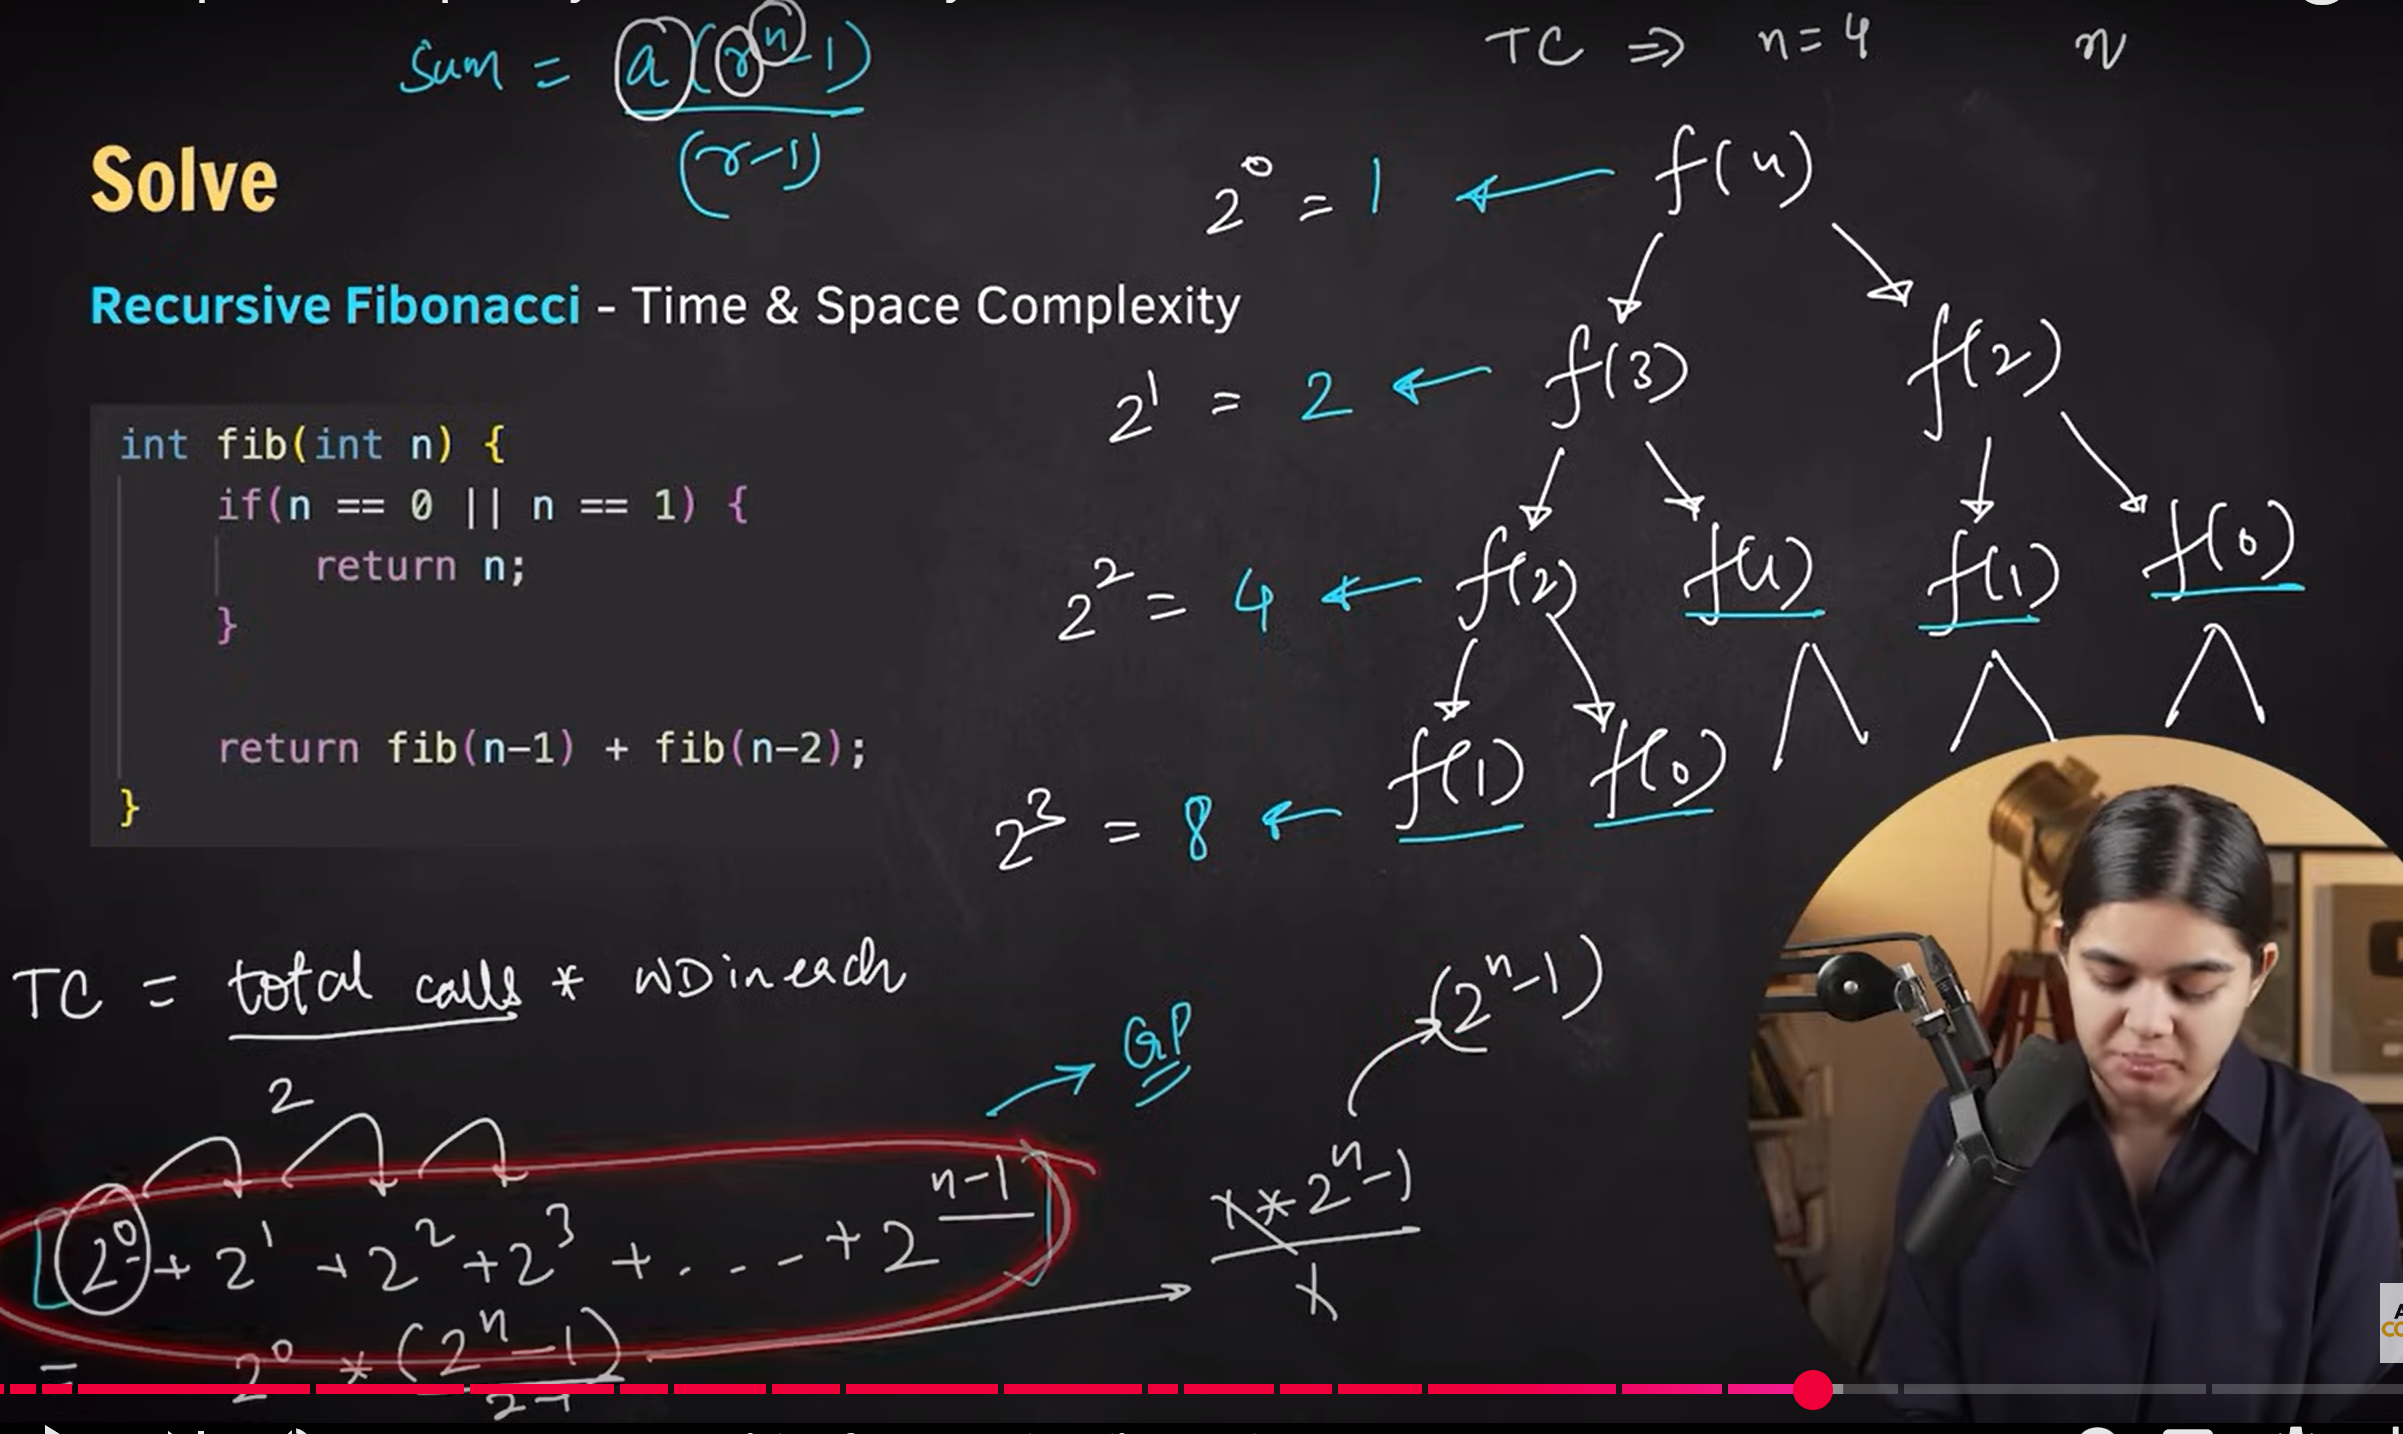 Sum = a(r^n-1)
(r-1)
TC ⇒ n=4 n
Solve
Recursive Fibonacci - Time & Space Complexity
int fib(int n) {
if(n == 0 || n == 1) {
return n;
}
return fib(n-1) + fib(n-2);
}
2^0 = 1 ← f(4)
2^1 = 2 ← f(3) f(2)
2^2 = 4 ← f(2) f(1) f(1) f(0)
2^3 = 8 ← f(1) f(0)
TC = total calls * WD in each
2
2^0 + 2^1 + 2^2 + 2^3 + . . . + 2^n-1
→ GP
= 2^0 * (2^n - 1)
2-1
1 * 2^n-1
1
(2^n-1)